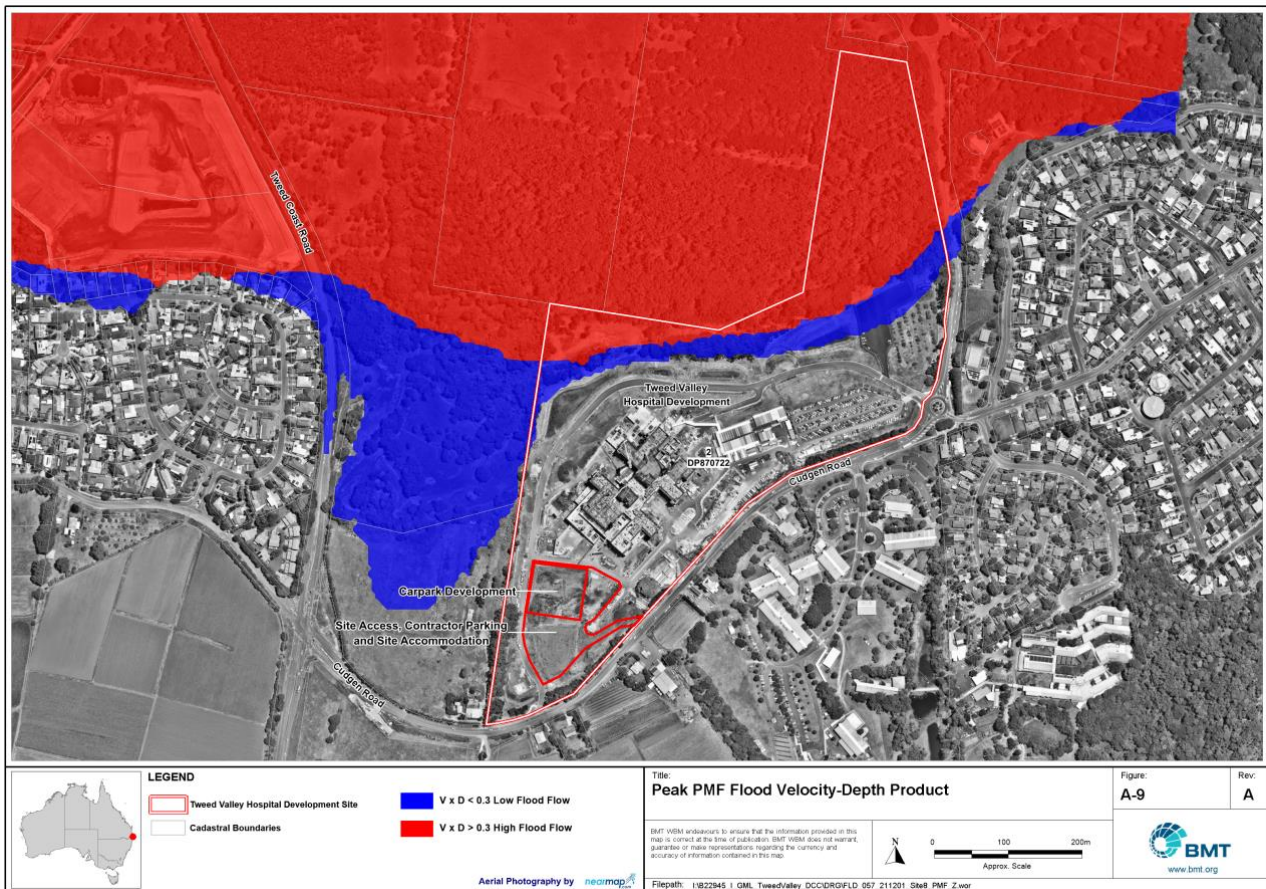 Tweed Coast Road
Tweed Valley
Hospital Development
2
DP870722
Cudgen Road
Carpark Development
Site Access, Contractor Parking
and Site Accommodation
Cudgen Road
LEGEND
Tweed Valley Hospital Development Site
Cadastral Boundaries
V x D < 0.3 Low Flood Flow
V x D > 0.3 High Flood Flow
Aerial Photography by nearmap.com
Title:
Peak PMF Flood Velocity-Depth Product
Figure:
A-9
Rev:
A
BMT WBM endeavours to ensure that the information provided in this
map is correct at the time of publication. BMT WBM does not warrant,
guarantee or make representations regarding the currency and
accuracy of information contained in this map.
N
0 100 200m
Approx. Scale
BMT
www.bmt.org
Filepath: I:\B22945_I_GML_TweedValley_DCC\DRG\FLD_057_211201_Site8_PMF_Z.wor